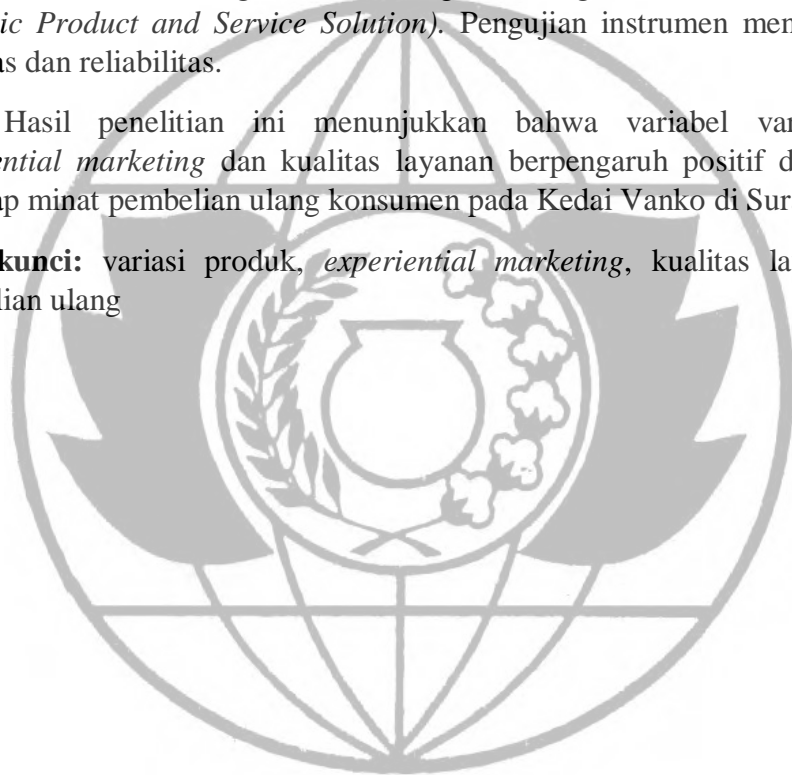 ic Product and Service Solution). Pengujian instrumen men
as dan reliabilitas.
Hasil penelitian ini menunjukkan bahwa variabel var
ential marketing dan kualitas layanan berpengaruh positif d
ap minat pembelian ulang konsumen pada Kedai Vanko di Sur
kunci: variasi produk, experiential marketing, kualitas la
lian ulang